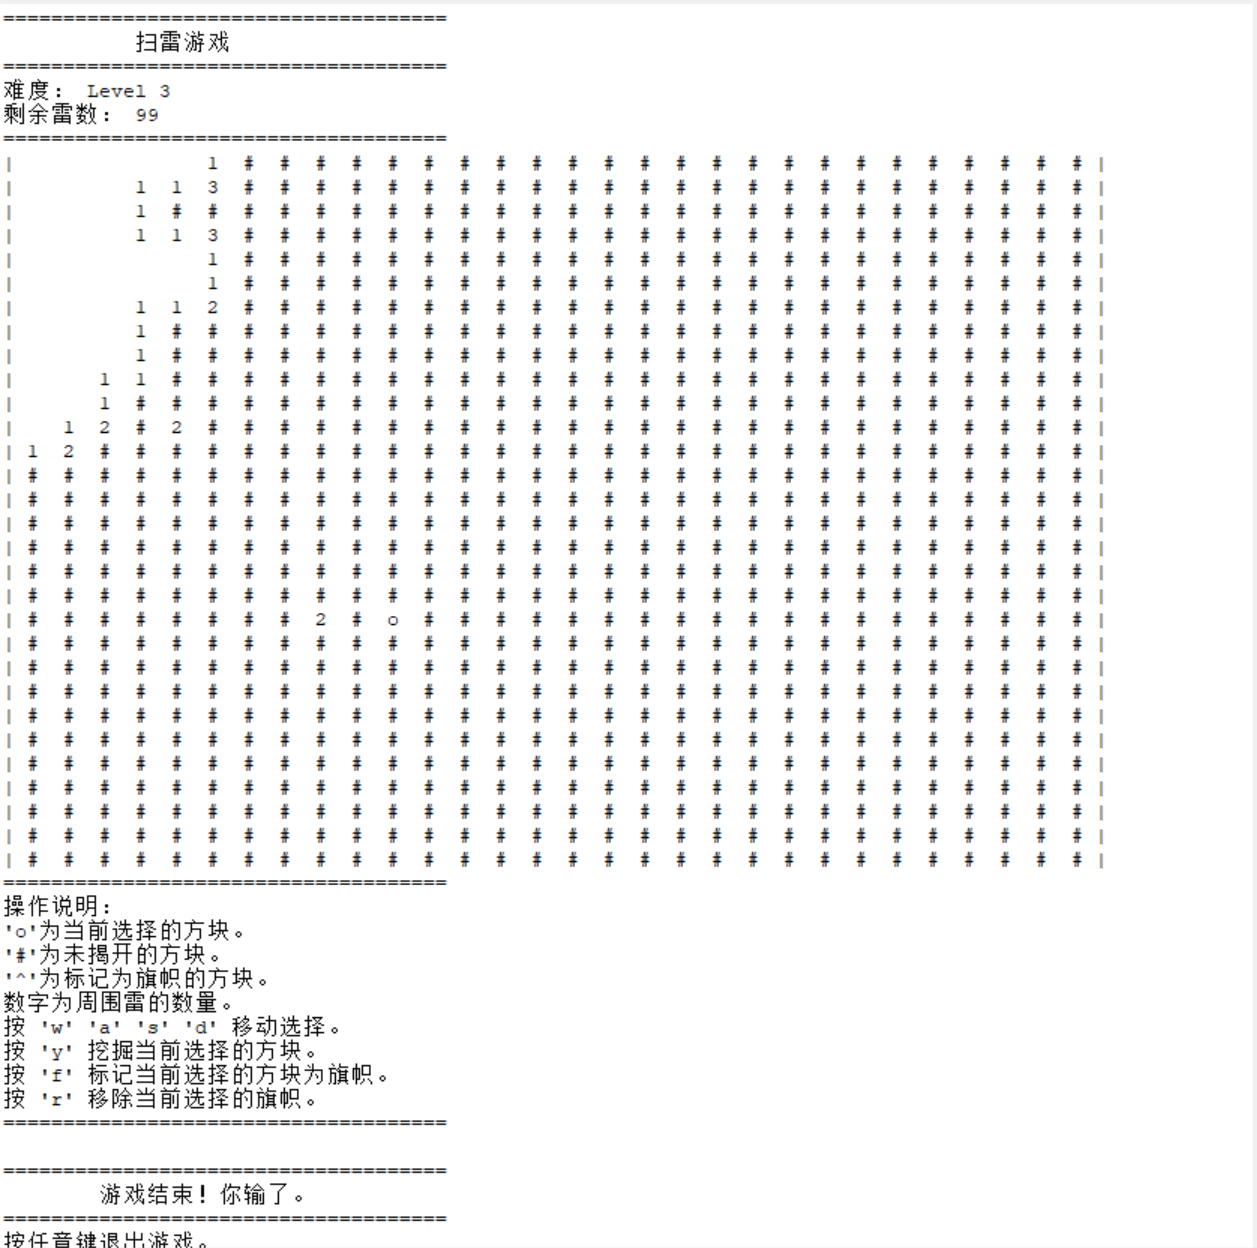 =====================================
扫雷游戏
=====================================
难度： Level 3
剩余雷数： 99
=====================================
|                1  #  #  #  #  #  #  #  #  #  #  #  #  #  #  #  #  #  #  #  #  #  #  #  # |
|          1  1  3  #  #  #  #  #  #  #  #  #  #  #  #  #  #  #  #  #  #  #  #  #  #  #  # |
|          1  #  #  #  #  #  #  #  #  #  #  #  #  #  #  #  #  #  #  #  #  #  #  #  #  #  # |
|          1  1  3  #  #  #  #  #  #  #  #  #  #  #  #  #  #  #  #  #  #  #  #  #  #  #  # |
|                1  #  #  #  #  #  #  #  #  #  #  #  #  #  #  #  #  #  #  #  #  #  #  #  # |
|                1  #  #  #  #  #  #  #  #  #  #  #  #  #  #  #  #  #  #  #  #  #  #  #  # |
|          1  1  2  #  #  #  #  #  #  #  #  #  #  #  #  #  #  #  #  #  #  #  #  #  #  #  # |
|          1  #  #  #  #  #  #  #  #  #  #  #  #  #  #  #  #  #  #  #  #  #  #  #  #  #  # |
|          1  #  #  #  #  #  #  #  #  #  #  #  #  #  #  #  #  #  #  #  #  #  #  #  #  #  # |
|       1  1  #  #  #  #  #  #  #  #  #  #  #  #  #  #  #  #  #  #  #  #  #  #  #  #  #  # |
|       1  #  #  #  #  #  #  #  #  #  #  #  #  #  #  #  #  #  #  #  #  #  #  #  #  #  #  # |
|    1  2  #  2  #  #  #  #  #  #  #  #  #  #  #  #  #  #  #  #  #  #  #  #  #  #  #  #  # |
| 1  2  #  #  #  #  #  #  #  #  #  #  #  #  #  #  #  #  #  #  #  #  #  #  #  #  #  #  #  # |
| #  #  #  #  #  #  #  #  #  #  #  #  #  #  #  #  #  #  #  #  #  #  #  #  #  #  #  #  #  # |
| #  #  #  #  #  #  #  #  #  #  #  #  #  #  #  #  #  #  #  #  #  #  #  #  #  #  #  #  #  # |
| #  #  #  #  #  #  #  #  #  #  #  #  #  #  #  #  #  #  #  #  #  #  #  #  #  #  #  #  #  # |
| #  #  #  #  #  #  #  #  #  #  #  #  #  #  #  #  #  #  #  #  #  #  #  #  #  #  #  #  #  # |
| #  #  #  #  #  #  #  #  #  #  #  #  #  #  #  #  #  #  #  #  #  #  #  #  #  #  #  #  #  # |
| #  #  #  #  #  #  #  #  #  #  #  #  #  #  #  #  #  #  #  #  #  #  #  #  #  #  #  #  #  # |
| #  #  #  #  #  #  #  #  2  #  o  #  #  #  #  #  #  #  #  #  #  #  #  #  #  #  #  #  #  # |
| #  #  #  #  #  #  #  #  #  #  #  #  #  #  #  #  #  #  #  #  #  #  #  #  #  #  #  #  #  # |
| #  #  #  #  #  #  #  #  #  #  #  #  #  #  #  #  #  #  #  #  #  #  #  #  #  #  #  #  #  # |
| #  #  #  #  #  #  #  #  #  #  #  #  #  #  #  #  #  #  #  #  #  #  #  #  #  #  #  #  #  # |
| #  #  #  #  #  #  #  #  #  #  #  #  #  #  #  #  #  #  #  #  #  #  #  #  #  #  #  #  #  # |
| #  #  #  #  #  #  #  #  #  #  #  #  #  #  #  #  #  #  #  #  #  #  #  #  #  #  #  #  #  # |
| #  #  #  #  #  #  #  #  #  #  #  #  #  #  #  #  #  #  #  #  #  #  #  #  #  #  #  #  #  # |
| #  #  #  #  #  #  #  #  #  #  #  #  #  #  #  #  #  #  #  #  #  #  #  #  #  #  #  #  #  # |
| #  #  #  #  #  #  #  #  #  #  #  #  #  #  #  #  #  #  #  #  #  #  #  #  #  #  #  #  #  # |
| #  #  #  #  #  #  #  #  #  #  #  #  #  #  #  #  #  #  #  #  #  #  #  #  #  #  #  #  #  # |
| #  #  #  #  #  #  #  #  #  #  #  #  #  #  #  #  #  #  #  #  #  #  #  #  #  #  #  #  #  # |
=====================================
操作说明：
'o'为当前选择的方块。
'#'为未揭开的方块。
'^'为标记为旗帜的方块。
数字为周围雷的数量。
按 'w' 'a' 's' 'd' 移动选择。
按 'y' 挖掘当前选择的方块。
按 'f' 标记当前选择的方块为旗帜。
按 'r' 移除当前选择的旗帜。
=====================================
=====================================
游戏结束！你输了。
=====================================
按任意键退出游戏。